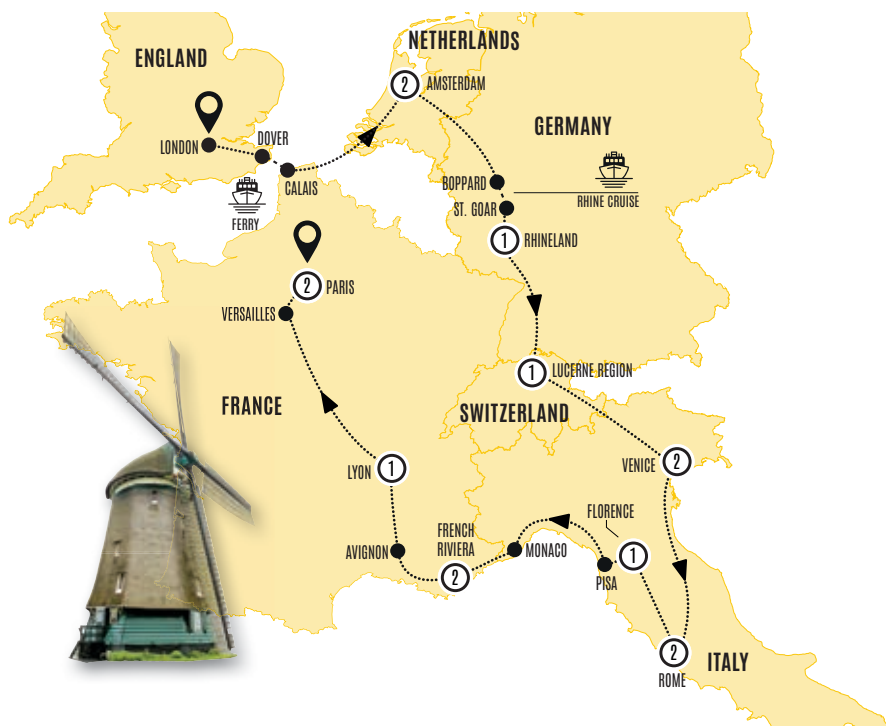 ENGLAND
NETHERLANDS
2
AMSTERDAM
GERMANY
LONDON
DOVER
CALAIS
FERRY
BOPPARD
ST. GOAR
RHINE CRUISE
1
RHINELAND
2
PARIS
VERSAILLES
1
LUCERNE REGION
FRANCE
SWITZERLAND
LYON
1
VENICE
2
FLORENCE
1
AVIGNON
FRENCH
RIVIERA
2
MONACO
PISA
2
ROME
ITALY